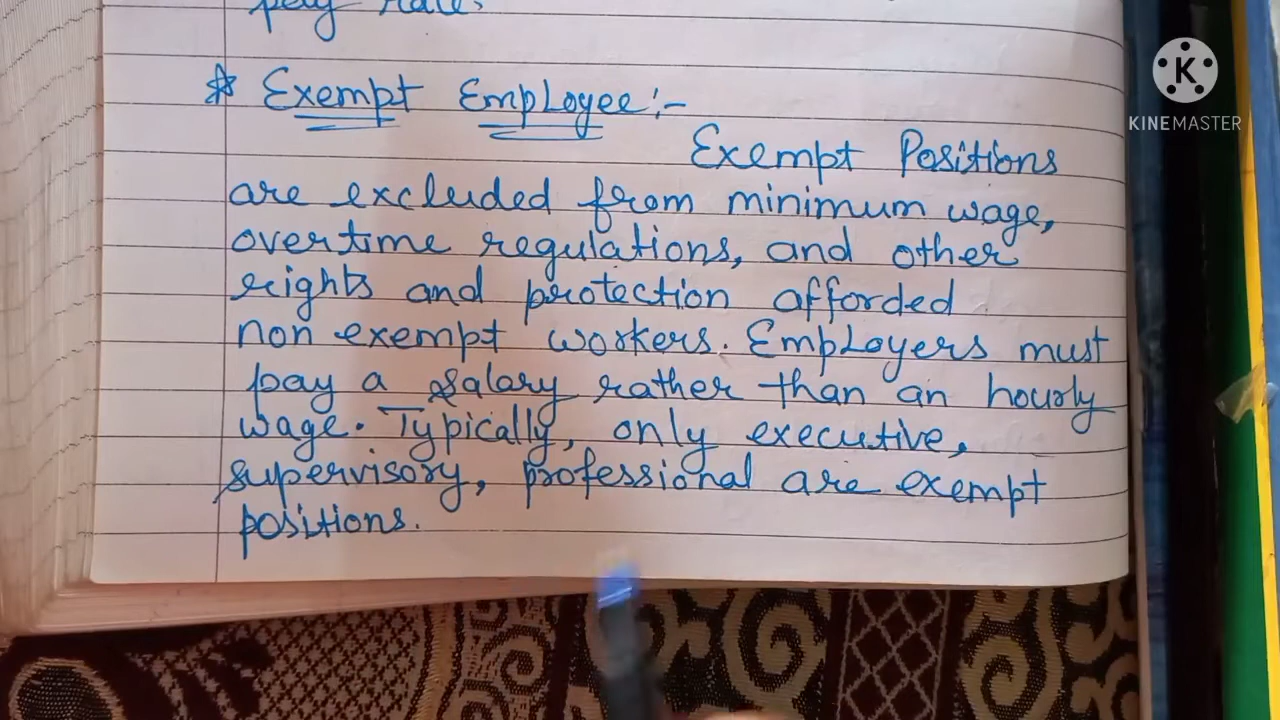 pay rate.
* Exempt Employee:-
Exempt Positions
are excluded from minimum wage,
overtime regulations, and other
rights and protection afforded
non exempt workers. Employers must
pay a salary rather than an hourly
wage. Typically, only executive,
supervisory, professional are exempt
positions.
K
KINEMASTER